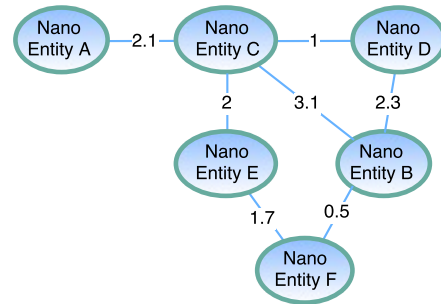 Nano
Entity A
2.1
Nano
Entity C
1
Nano
Entity D
2
3.1
2.3
Nano
Entity E
Nano
Entity B
1.7
0.5
Nano
Entity F